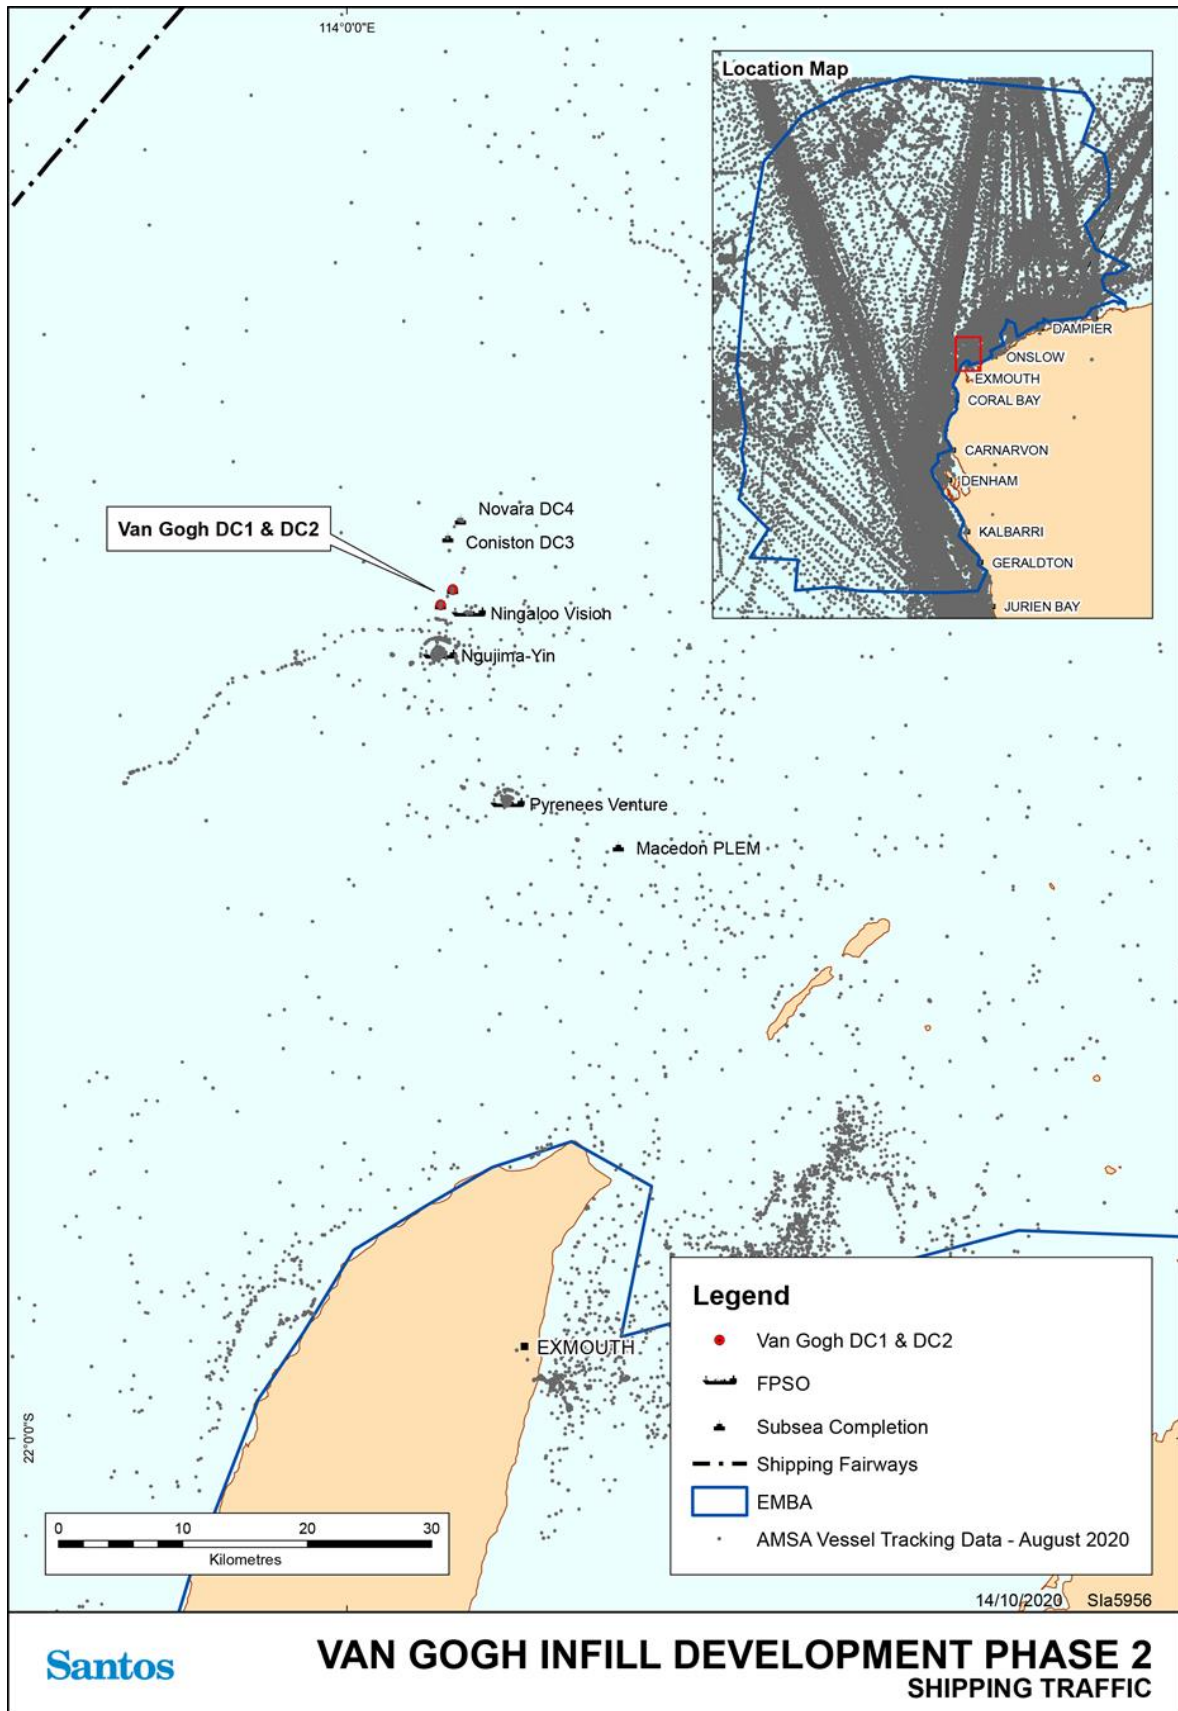 114°0'0"E
Location Map
DAMPIER
ONSLOW
EXMOUTH
CORAL BAY
CARNARVON
DENHAM
KALBARRI
GERALDTON
JURIEN BAY
Novara DC4
Van Gogh DC1 & DC2
Coniston DC3
Ningaloo Vision
Ngujima-Yin
Pyrenees Venture
Macedon PLEM
EXMOUTH
22°0'0"S
Legend
Van Gogh DC1 & DC2
FPSO
Subsea Completion
Shipping Fairways
EMBA
AMSA Vessel Tracking Data - August 2020
0 10 20 30
Kilometres
14/10/2020 Sla5956
Santos
VAN GOGH INFILL DEVELOPMENT PHASE 2
SHIPPING TRAFFIC